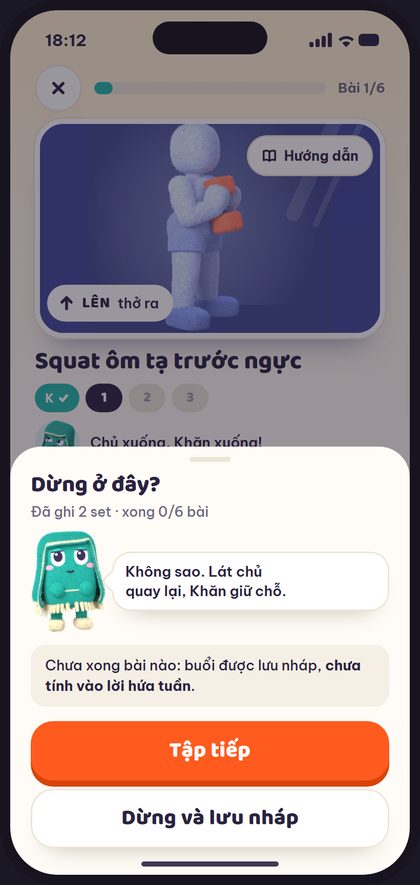 18:12
Bài 1/6
Hướng dẫn
LÊN thở ra
Squat ôm tạ trước ngực
K 1 2 3
Chủ xuống, Khăn xuống!
Dừng ở đây?
Đã ghi 2 set · xong 0/6 bài
Không sao. Lát chủ
quay lại, Khăn giữ chỗ.
Chưa xong bài nào: buổi được lưu nháp, chưa
tính vào lời hứa tuần.
Tập tiếp
Dừng và lưu nháp